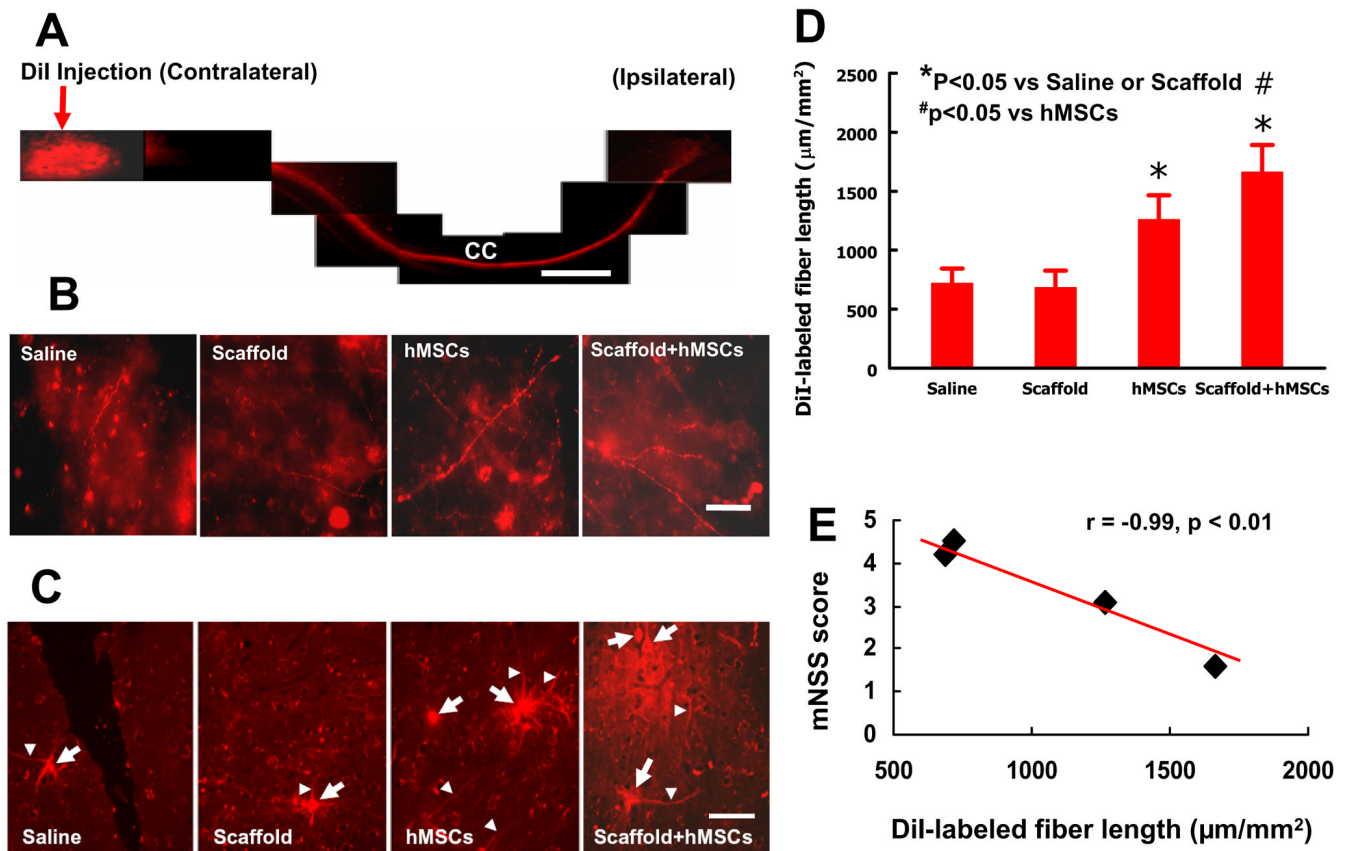 A
DiI Injection (Contralateral)
(Ipsilateral)
CC
B
Saline
Scaffold
hMSCs
Scaffold+hMSCs
C
Saline
Scaffold
hMSCs
Scaffold+hMSCs
D
DiI-labeled fiber length (μm/mm²)
2500
2000
1500
1000
500
0
*P<0.05 vs Saline or Scaffold
#p<0.05 vs hMSCs
*
#
*
Saline
Scaffold
hMSCs
Scaffold+hMSCs
E
mNSS score
5
4
3
2
1
0
r = -0.99, p < 0.01
500
1000
1500
2000
DiI-labeled fiber length (μm/mm²)